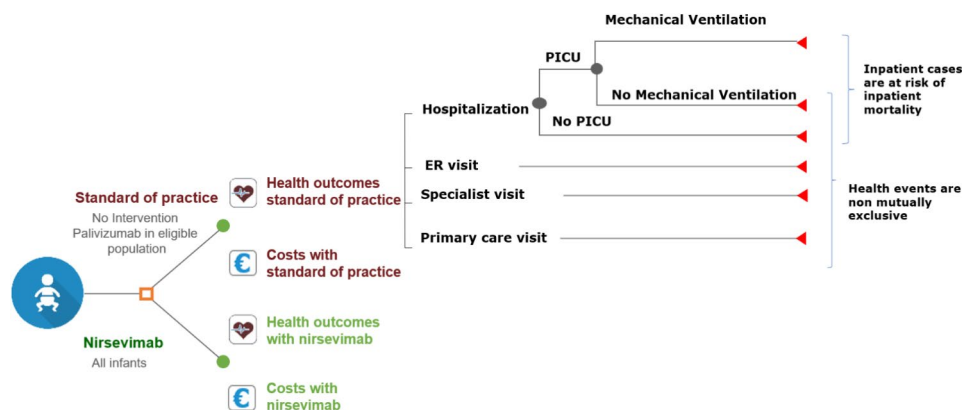 Mechanical Ventilation
PICU
No Mechanical Ventilation
Hospitalization
No PICU
Inpatient cases
are at risk of
inpatient
mortality
ER visit
Specialist visit
Primary care visit
Health events are
non mutually
exclusive
Standard of practice
No Intervention
Palivizumab in eligible
population
Health outcomes
standard of practice
€
Costs with
standard of practice
Nirsevimab
All infants
Health outcomes
with nirsevimab
€
Costs with
nirsevimab